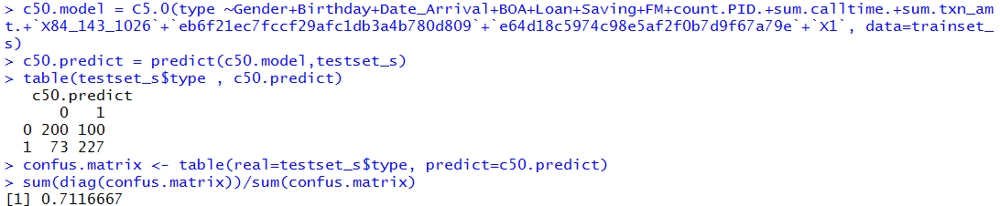 > c50.model = C5.0(type ~Gender+Birthday+Date_Arrival+BOA+Loan+Saving+FM+count.PID.+sum.calltime.+sum.txn_am
t.+`X84_143_1026`+`eb6f21ec7fccf29afc1db3a4b780d809`+`e64d18c5974c98e5af2f0b7d9f67a79e`+`X1`, data=trainset_
s)
> c50.predict = predict(c50.model,testset_s)
> table(testset_s$type , c50.predict)
   c50.predict
      0   1
  0 200 100
  1  73 227
> confus.matrix <- table(real=testset_s$type, predict=c50.predict)
> sum(diag(confus.matrix))/sum(confus.matrix)
[1] 0.7116667